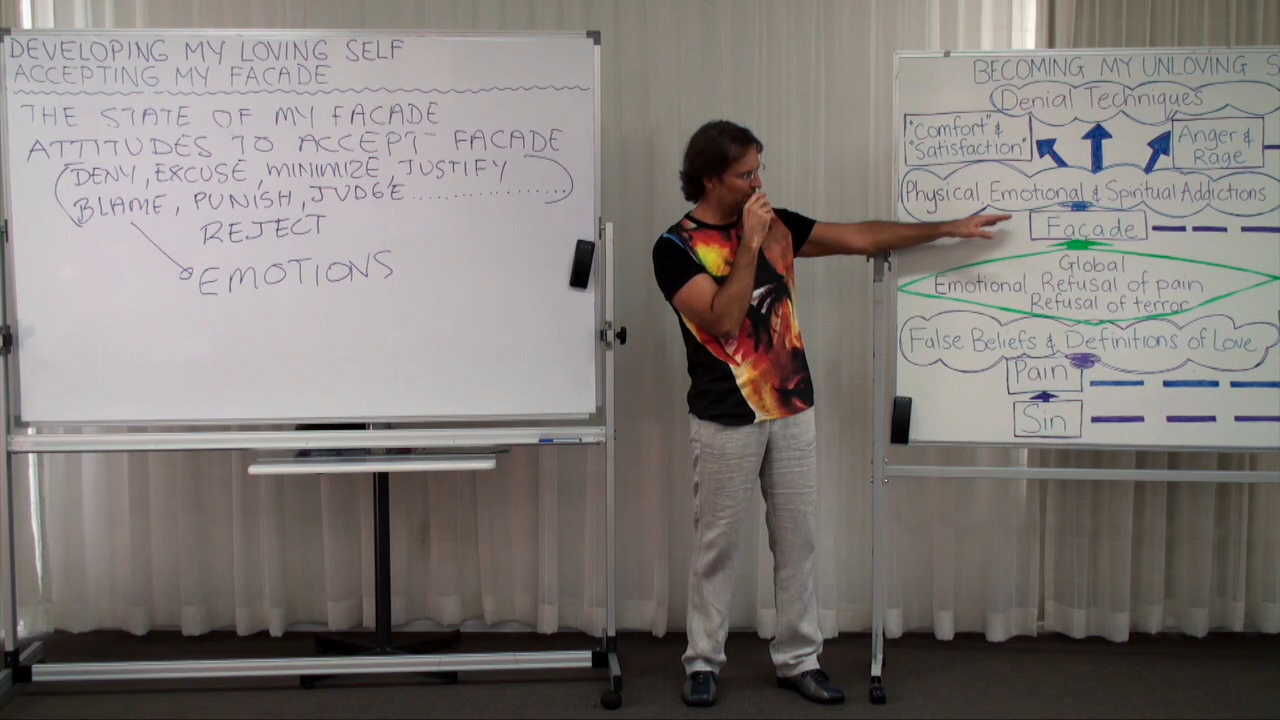 DEVELOPING MY LOVING SELF
ACCEPTING MY FACADE
THE STATE OF MY FACADE
ATTITUDES TO ACCEPT FACADE
(DENY, EXCUSE, MINIMIZE, JUSTIFY
BLAME, PUNISH, JUDGE..............)
REJECT
EMOTIONS
BECOMING MY UNLOVING S
Denial Techniques
"Comfort" &
"Satisfaction"
Anger &
Rage
Physical Emotional & Spiritual Addictions
Façade
Global
Emotional Refusal of pain
Refusal of terror
False Beliefs & Definitions of Love
Pain
Sin